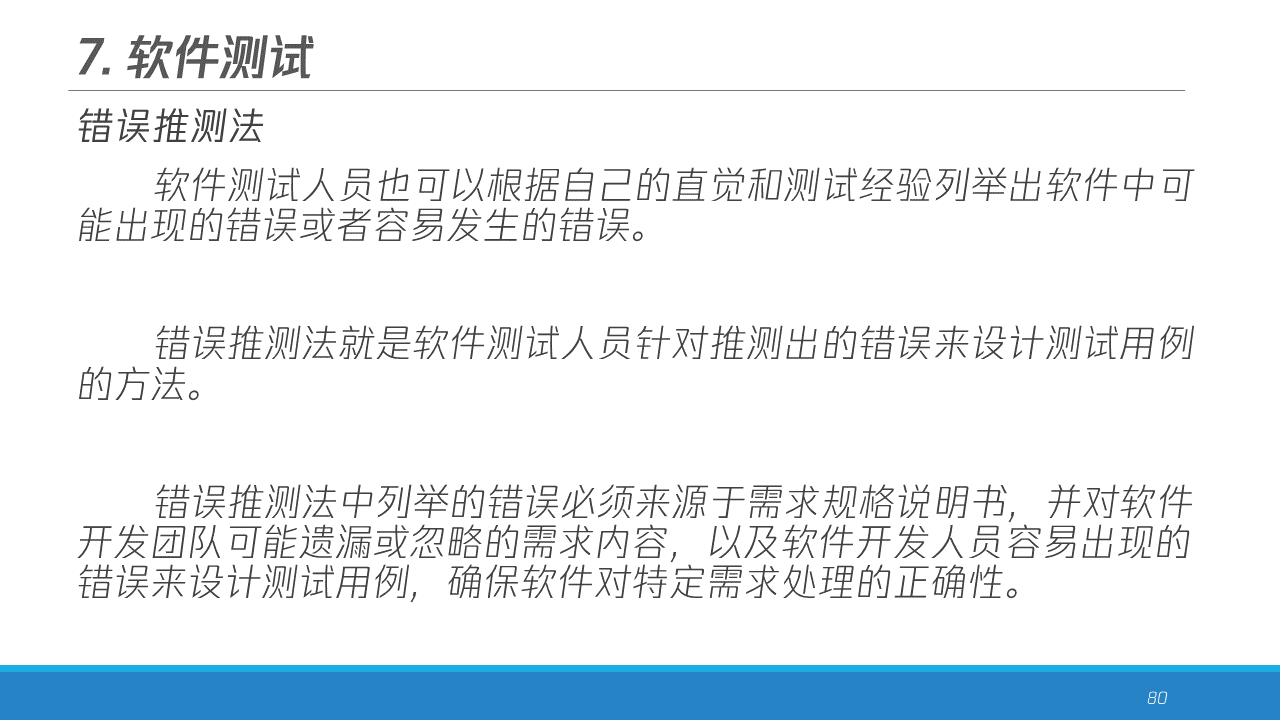 7. 软件测试
错误推测法
软件测试人员也可以根据自己的直觉和测试经验列举出软件中可
能出现的错误或者容易发生的错误。
错误推测法就是软件测试人员针对推测出的错误来设计测试用例
的方法。
错误推测法中列举的错误必须来源于需求规格说明书，并对软件
开发团队可能遗漏或忽略的需求内容，以及软件开发人员容易出现的
错误来设计测试用例，确保软件对特定需求处理的正确性。
80